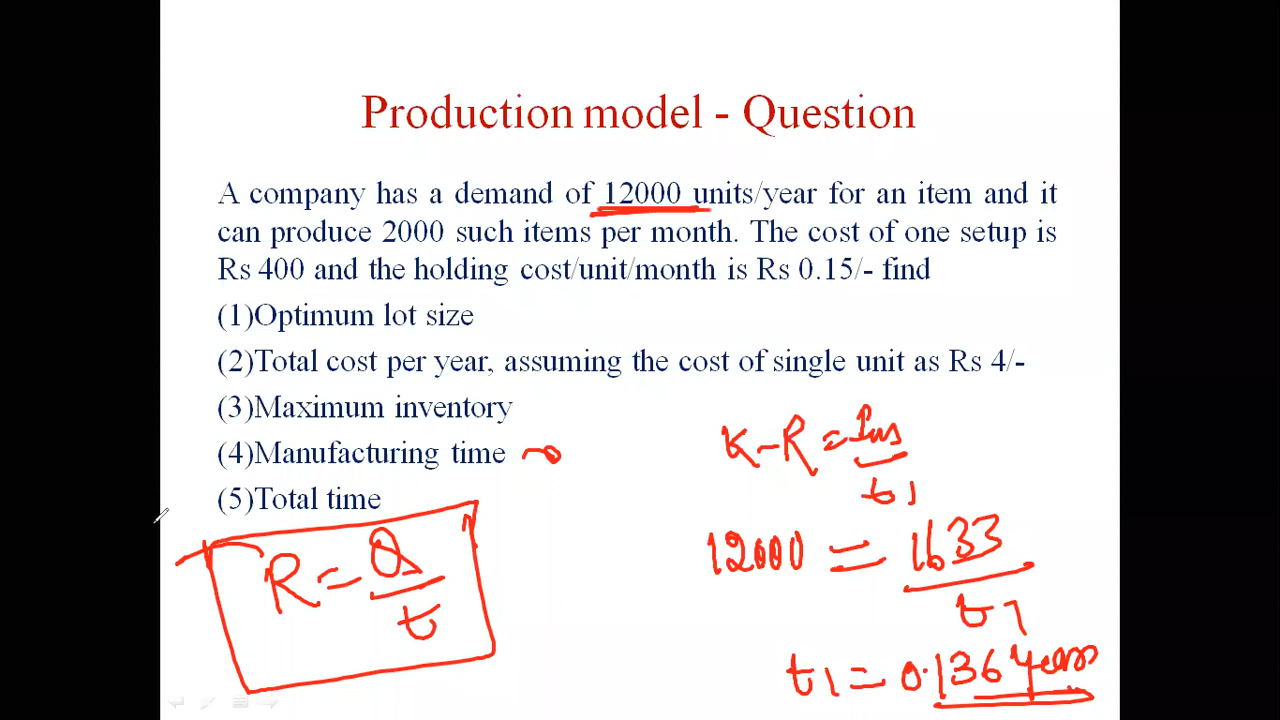 Production model - Question
A company has a demand of 12000 units/year for an item and it
can produce 2000 such items per month. The cost of one setup is
Rs 400 and the holding cost/unit/month is Rs 0.15/- find
(1)Optimum lot size
(2)Total cost per year, assuming the cost of single unit as Rs 4/-
(3)Maximum inventory
(4)Manufacturing time
(5)Total time
K-R = Im / t1
12000 = 1633 / t1
t1 = 0.136 years
R = Q / t